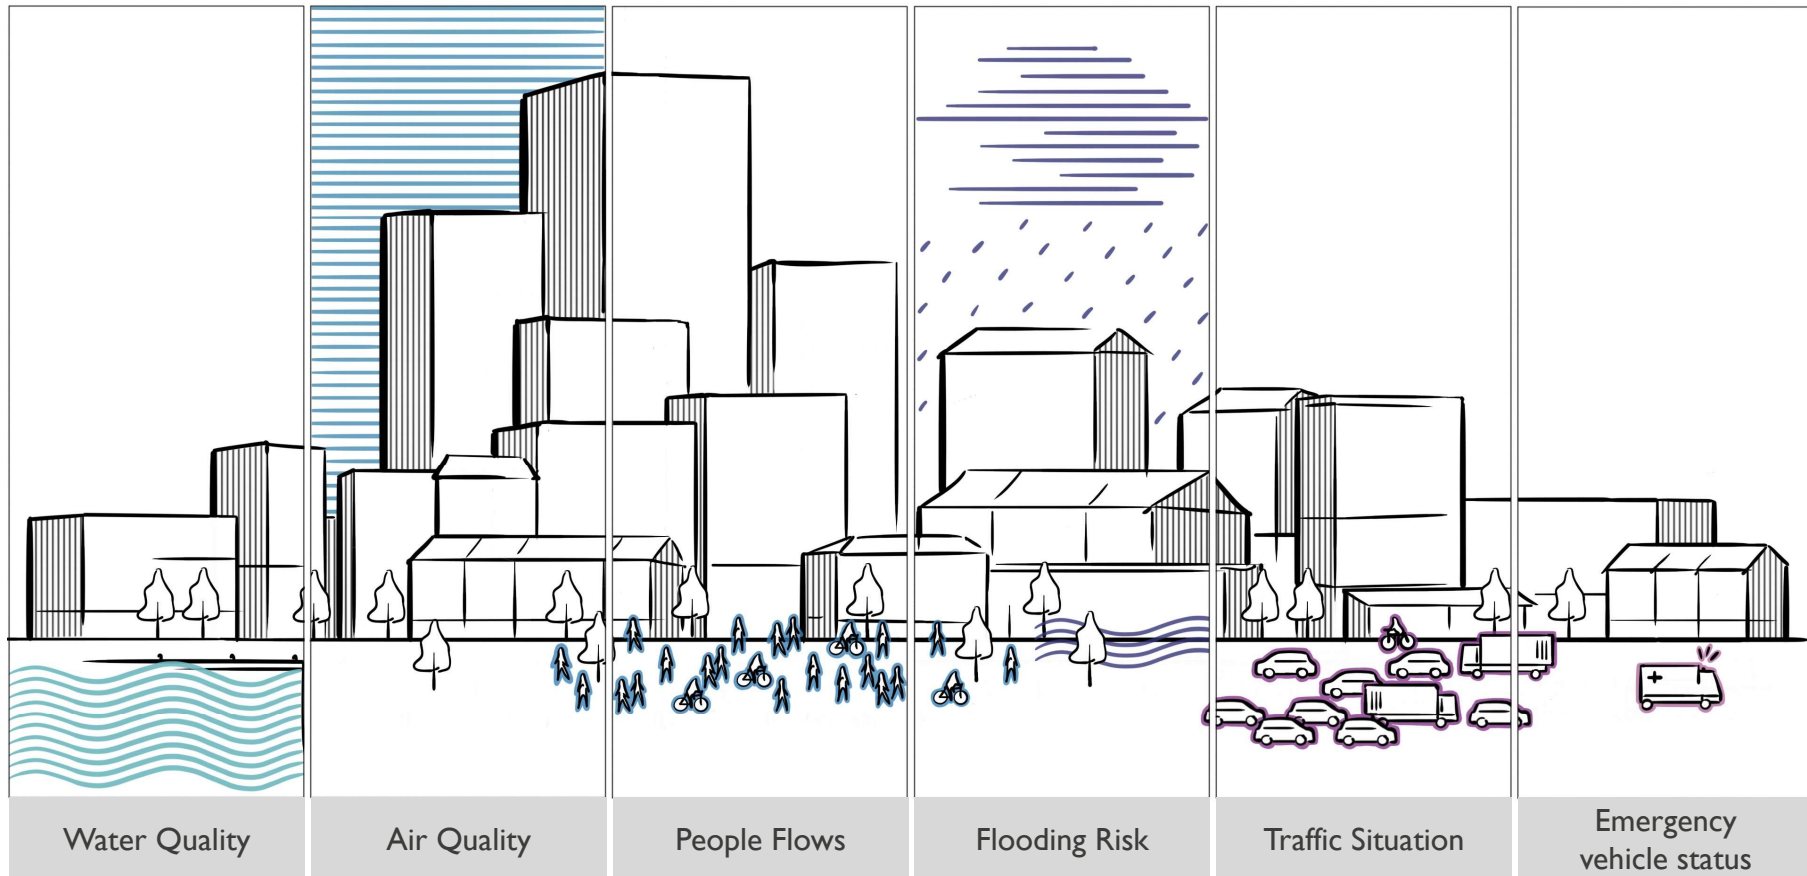 Water Quality
Air Quality
People Flows
Flooding Risk
Traffic Situation
Emergency
vehicle status